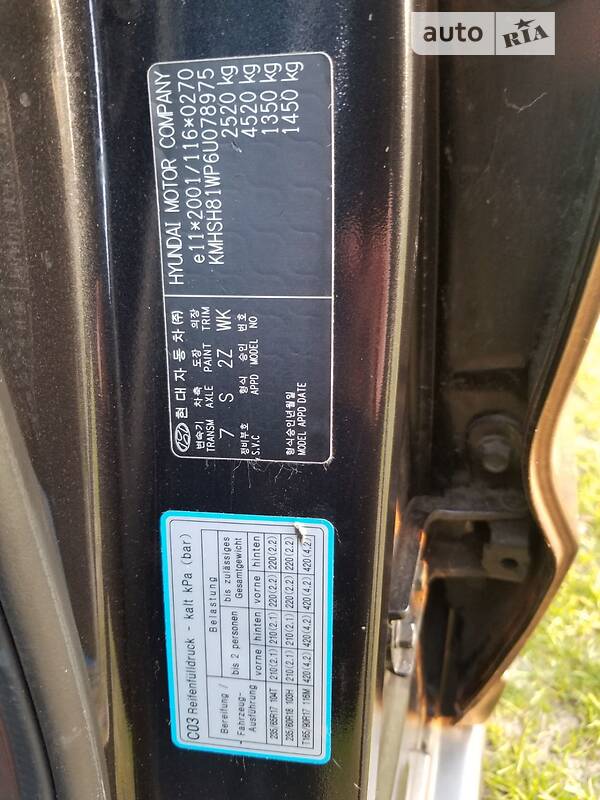 auto RIA
현대자동차(주) HYUNDAI MOTOR COMPANY
변속기 차축 도장 의장 e11*2001/116*0270
TRANSM AXLE PAINT TRIM KMHSH81WP6U078975
7 S 2Z WK 2520 kg
정비부호 형식 승인 번호 4520 kg
S.V.C APPD MODEL NO 1350 kg
형식승인년월일 1450 kg
MODEL APPD DATE
C03 Reifenfülldruck - kalt kPa (bar)
Bereifung / Belastung
Fahrzeug- bis 2 personen bis zulässiges
Ausführung Gesamtgewicht
vorne hinten vorne hinten
235/65R17 104T 210(2.1) 210(2.1) 220(2.2) 220(2.2)
235/60R18 103H 210(2.1) 210(2.1) 220(2.2) 220(2.2)
T165/90R17 116M 420(4.2) 420(4.2) 420(4.2) 420(4.2)